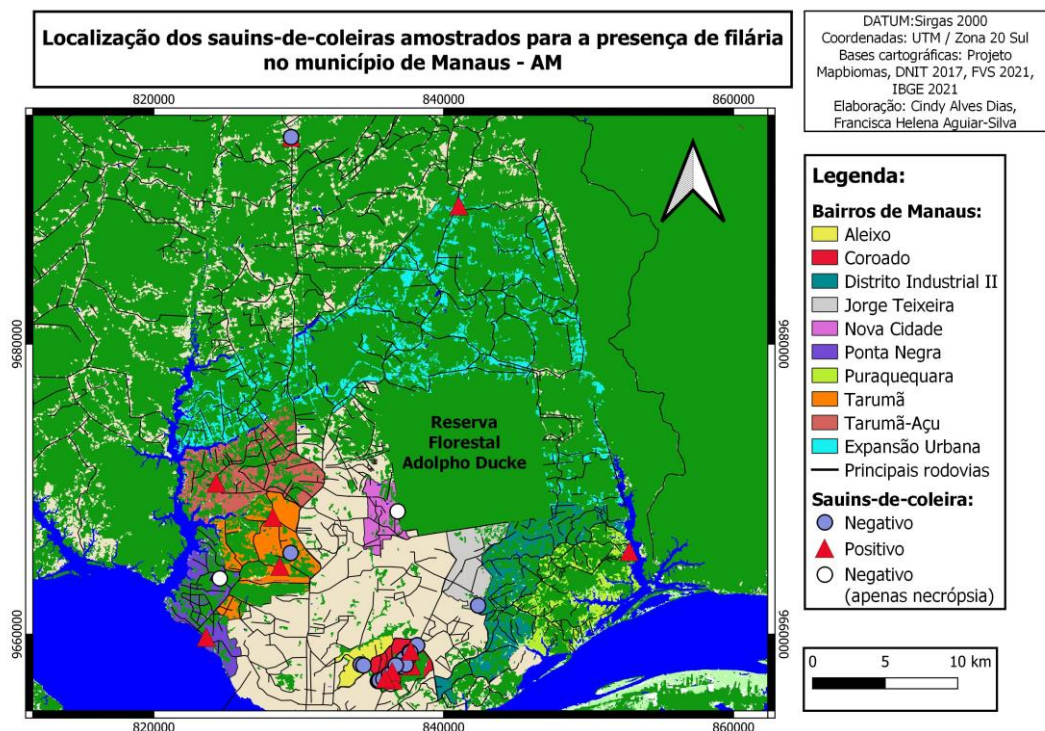 Localização dos sauins-de-coleiras amostrados para a presença de filária
no município de Manaus - AM
DATUM:Sirgas 2000
Coordenadas: UTM / Zona 20 Sul
Bases cartográficas: Projeto
Mapbiomas, DNIT 2017, FVS 2021,
IBGE 2021
Elaboração: Cindy Alves Dias,
Francisca Helena Aguiar-Silva
820000
840000
860000
9680000
9680000
9660000
9660000
Reserva
Florestal
Adolpho Ducke
820000
840000
860000
Legenda:
Bairros de Manaus:
Aleixo
Coroado
Distrito Industrial II
Jorge Teixeira
Nova Cidade
Ponta Negra
Puraquequara
Tarumã
Tarumã-Açu
Expansão Urbana
Principais rodovias
Sauins-de-coleira:
Negativo
Positivo
Negativo
(apenas necrópsia)
0
5
10 km